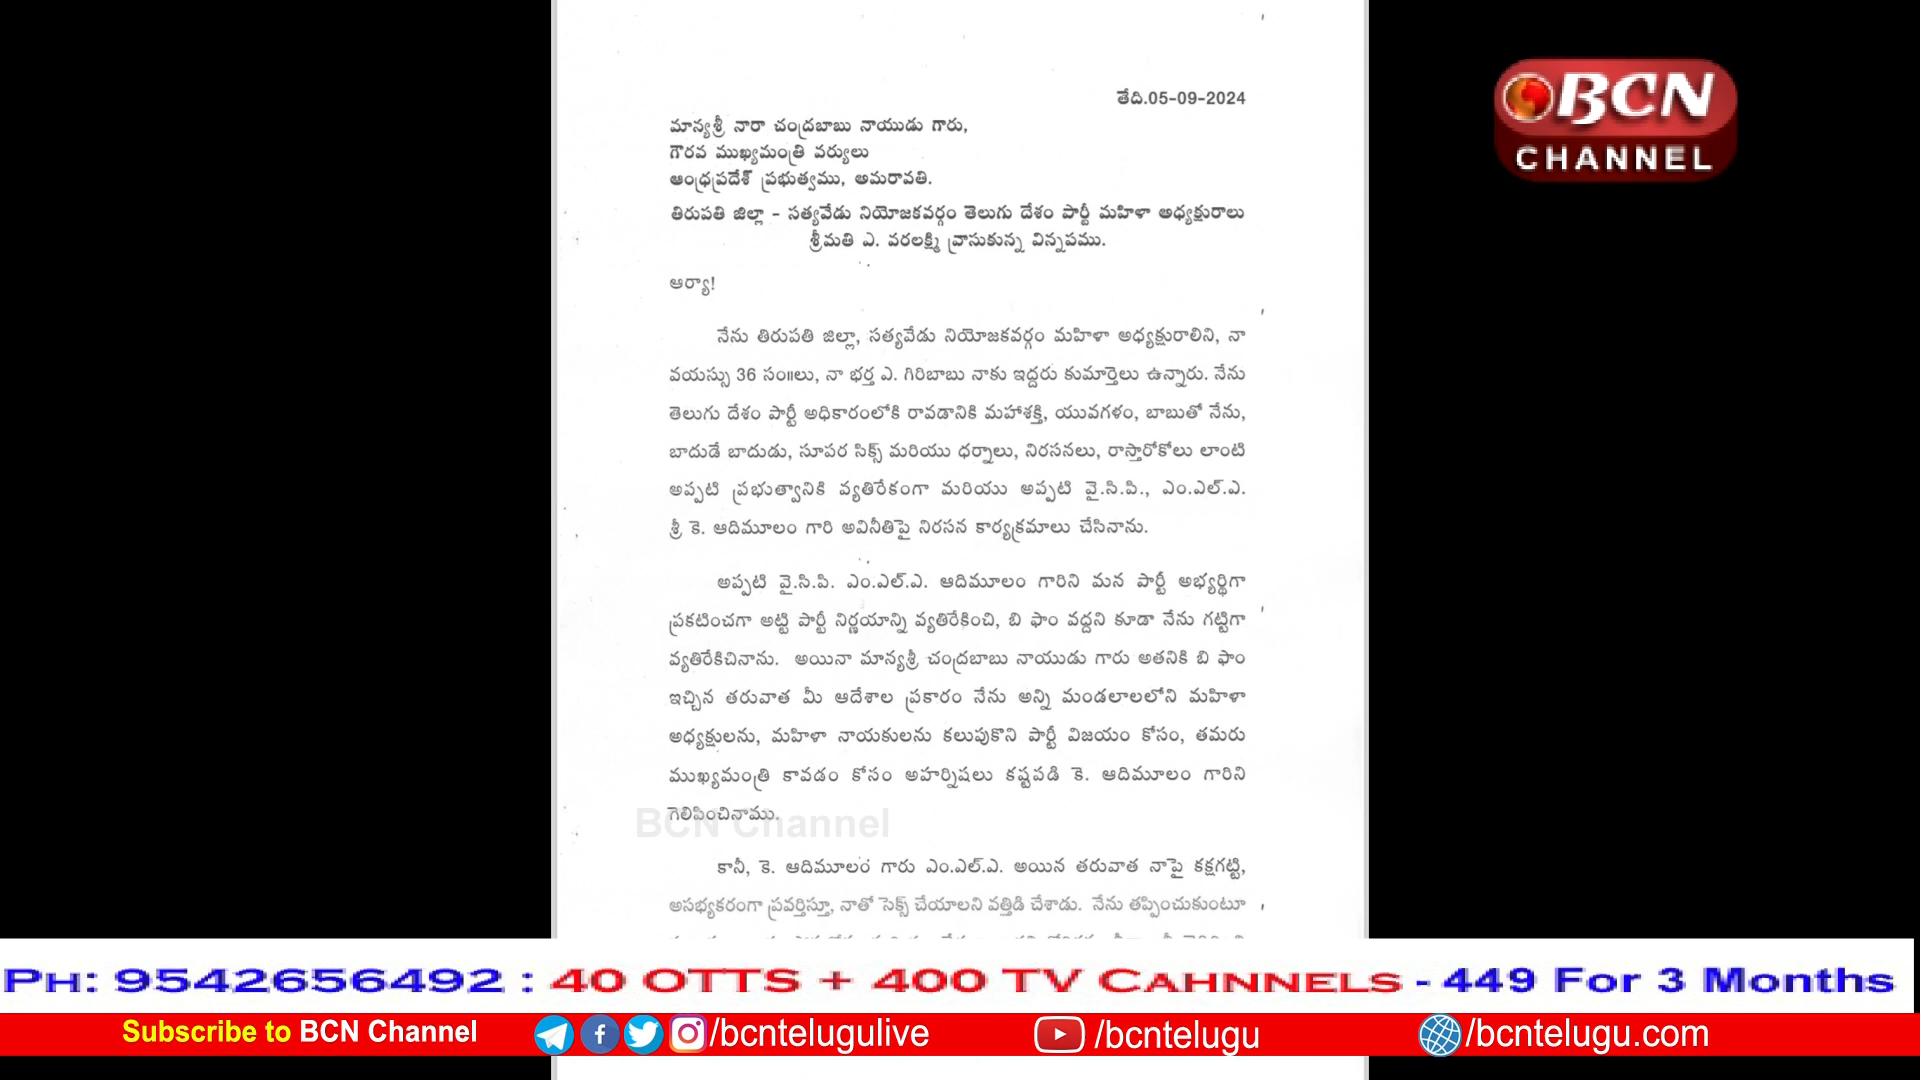 తేది.05-09-2024
మాన్యశ్రీ నారా చంద్రబాబు నాయుడు గారు,
గౌరవ ముఖ్యమంత్రి వర్యులు
ఆంధ్రప్రదేశ్ ప్రభుత్వము, అమరావతి.
తిరుపతి జిల్లా - సత్యవేడు నియోజకవర్గం తెలుగు దేశం పార్టీ మహిళా అధ్యక్షురాలు
శ్రీమతి ఎ. వరలక్ష్మి వ్రాసుకున్న విన్నపము.
ఆర్యా!
నేను తిరుపతి జిల్లా, సత్యవేడు నియోజకవర్గం మహిళా అధ్యక్షురాలిని, నా
వయస్సు 36 సం॥లు, నా భర్త ఎ. గిరిబాబు నాకు ఇద్దరు కుమార్తెలు ఉన్నారు. నేను
తెలుగు దేశం పార్టీ అధికారంలోకి రావడానికి మహాశక్తి, యువగళం, బాబుతో నేను,
బాదుడే బాదుడు, సూపర సిక్స్ మరియు ధర్నాలు, నిరసనలు, రాస్తారోకోలు లాంటి
అప్పటి ప్రభుత్వానికి వ్యతిరేకంగా మరియు అప్పటి వై.సి.పి., ఎం.ఎల్.ఎ.
శ్రీ కె. ఆదిమూలం గారి అవినీతిపై నిరసన కార్యక్రమాలు చేసినాను.
అప్పటి వై.సి.పి. ఎం.ఎల్.ఎ. ఆదిమూలం గారిని మన పార్టీ అభ్యర్థిగా
ప్రకటించగా అట్టి పార్టీ నిర్ణయాన్ని వ్యతిరేకించి, బి ఫాం వద్దని కూడా నేను గట్టిగా
వ్యతిరేకిచినాను. అయినా మాన్యశ్రీ చంద్రబాబు నాయుడు గారు అతనికి బి ఫాం
ఇచ్చిన తరువాత మీ ఆదేశాల ప్రకారం నేను అన్ని మండలాలలోని మహిళా
అధ్యక్షులను, మహిళా నాయకులను కలుపుకొని పార్టీ విజయం కోసం, తమరు
ముఖ్యమంత్రి కావడం కోసం అహర్నిషలు కష్టపడి కె. ఆదిమూలం గారిని
గెలిపించినాము.
కానీ, కె. ఆదిమూలం గారు ఎం.ఎల్.ఎ. అయిన తరువాత నాపై కక్షగట్టి,
అసభ్యకరంగా ప్రవర్తిస్తూ, నాతో సెక్స్ చేయాలని వత్తిడి చేశాడు. నేను తప్పించుకుంటూ
BCN Channel
BCN
CHANNEL
PH: 9542656492 : 40 OTTS + 400 TV CAHNNELS - 449 For 3 Months
Subscribe to BCN Channel /bcntelugulive /bcntelugu /bcntelugu.com